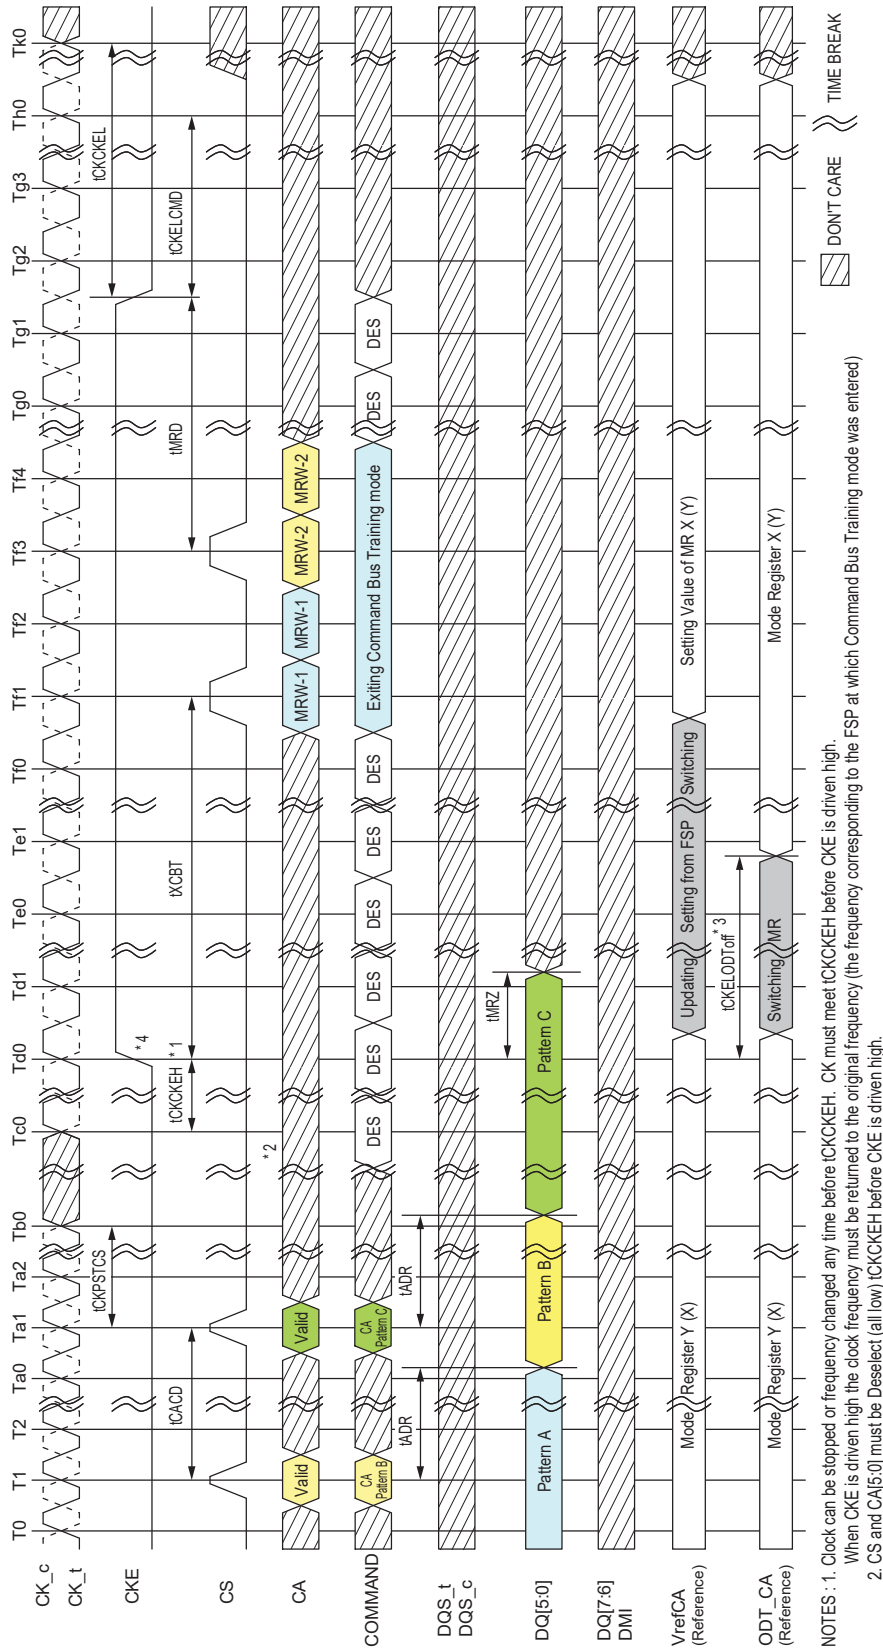 T0 T1 T2 Ta0 Ta1 Ta2 Tb0 Tc0 Td0 Td1 Te0 Te1 Tf0 Tf1 Tf2 Tf3 Tf4 Tg0 Tg1 Tg2 Tg3 Th0 Tk0
CK_c
CK_t
tCKPSTCS
tCKCKEH * 1
* 4
tXCBT
tMRD
tCKCKEL
CKE
tCACD
tCKELCMD
CS
* 2
CA
Valid Valid MRW-1 MRW-1 MRW-2 MRW-2
COMMAND
CA
Pattern B
CA
Pattern C
DES DES DES DES DES DES Exiting Command Bus Training mode DES DES
tADR tADR
DQS_t
DQS_c
tMRZ
DQ[5:0]
Pattern A Pattern B Pattern C
DQ[7:6]
DMI
VrefCA
(Reference)
Mode Register Y (X) Updating Setting from FSP Switching Setting Value of MR X (Y)
tCKELODToff * 3
ODT_CA
(Reference)
Mode Register Y (X) Switching MR Mode Register X (Y)
DON'T CARE
TIME BREAK
NOTES : 1. Clock can be stopped or frequency changed any time before tCKCKEH. CK must meet tCKCKEH before CKE is driven high.
When CKE is driven high the clock frequency must be returned to the original frequency (the frequency corresponding to the FSP at which Command Bus Training mode was entered)
2. CS and CA[5:0] must be Deselect (all low) tCKCKEH before CKE is driven high.